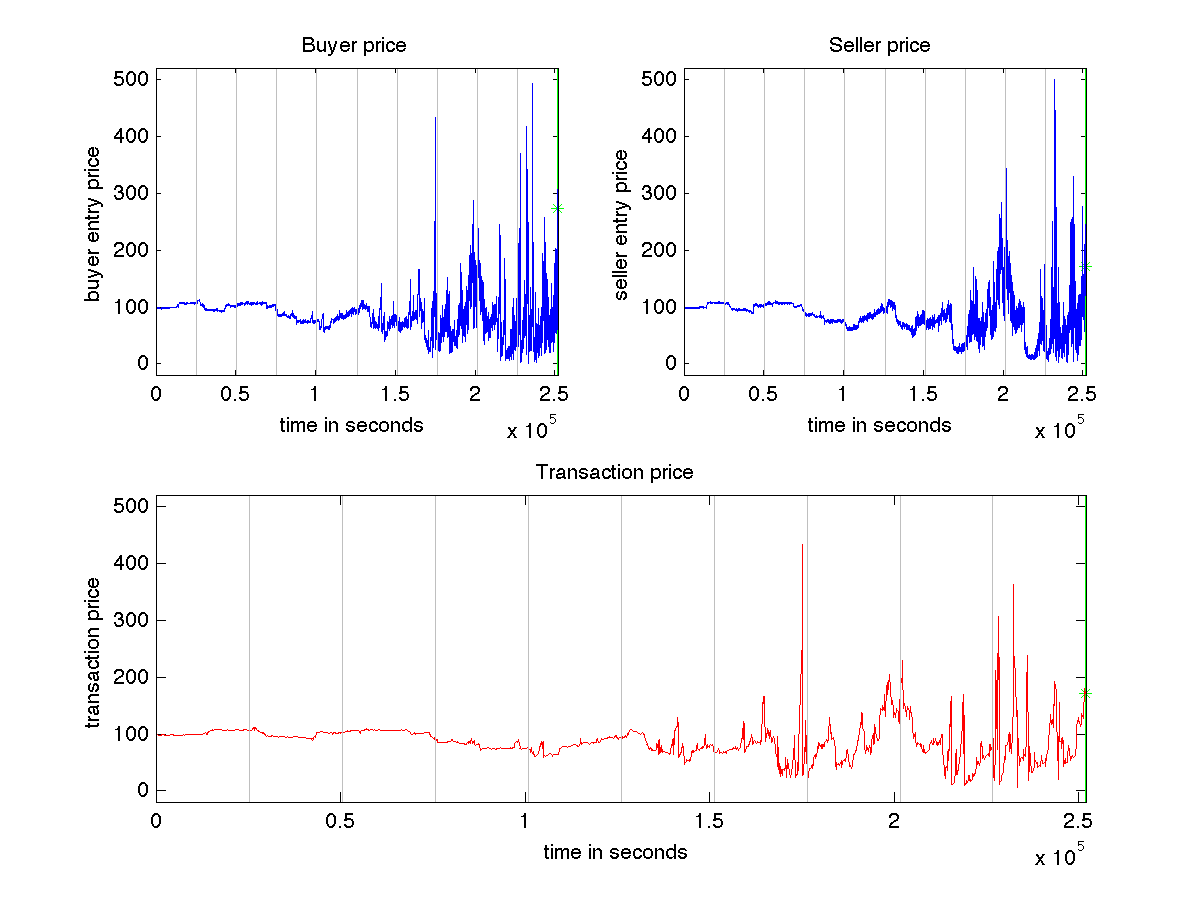 Buyer price
500
400
300
200
100
0
buyer entry price
0 0.5 1 1.5 2 2.5
time in seconds
x 10^5
Seller price
500
400
300
200
100
0
seller entry price
0 0.5 1 1.5 2 2.5
time in seconds
x 10^5
Transaction price
500
400
300
200
100
0
transaction price
0 0.5 1 1.5 2 2.5
time in seconds
x 10^5